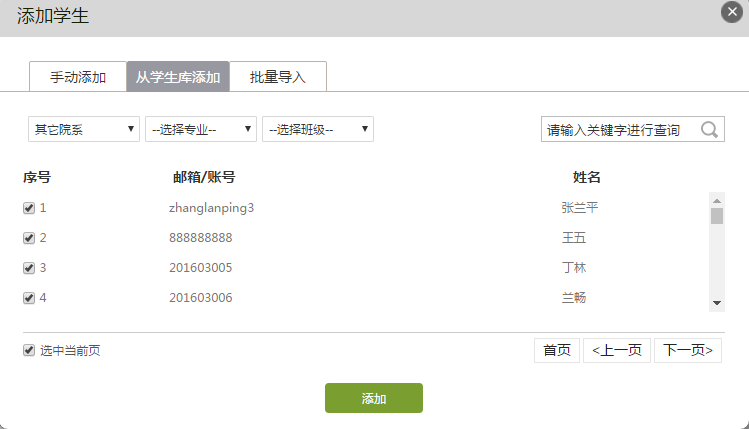 添加学生
手动添加 从学生库添加 批量导入
其它院系 --选择专业-- --选择班级-- 请输入关键字进行查询
序号 邮箱/账号 姓名
1 zhanglanping3 张兰平
2 888888888 王五
3 201603005 丁林
4 201603006 兰畅
选中当前页 首页 <上一页 下一页>
添加